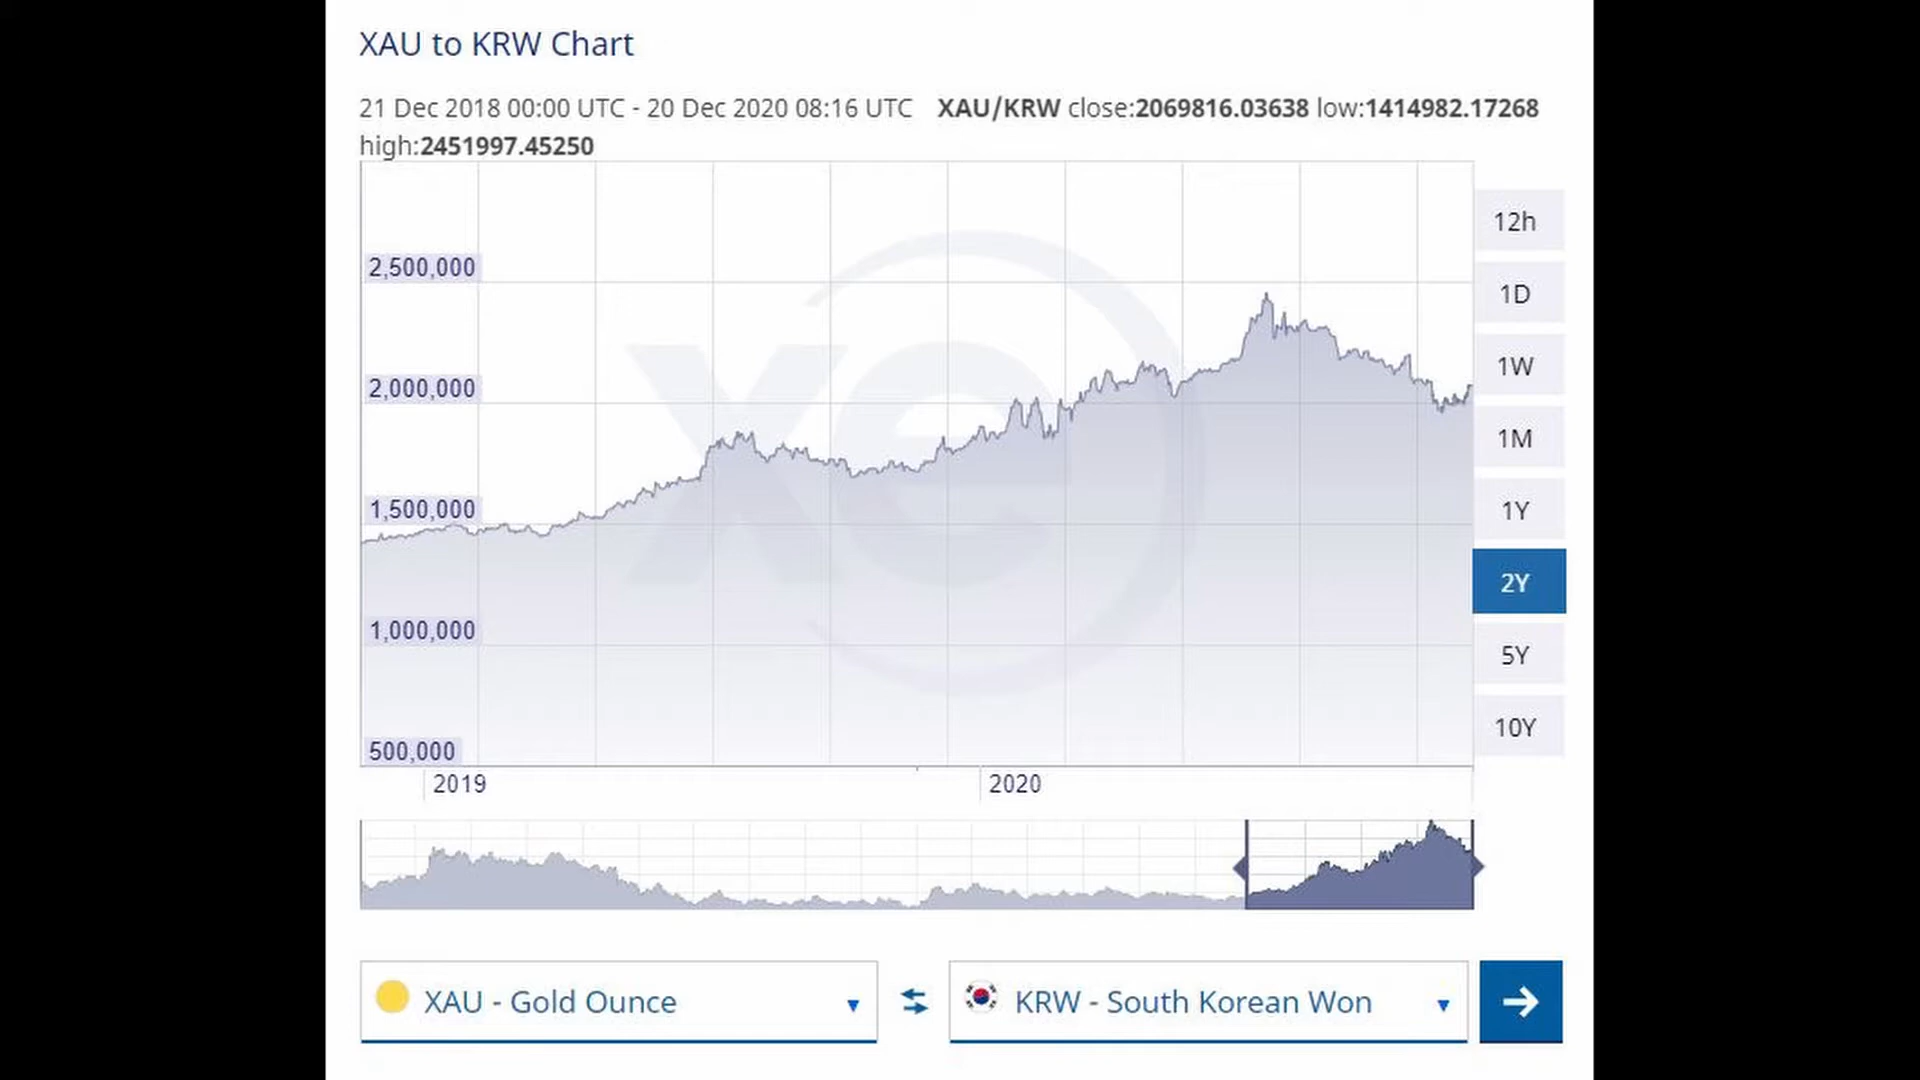 XAU to KRW Chart
21 Dec 2018 00:00 UTC - 20 Dec 2020 08:16 UTC XAU/KRW close:2069816.03638 low:1414982.17268
high:2451997.45250
12h
2,500,000
1D
xe
1W
2,000,000
1M
1,500,000
1Y
2Y
1,000,000
5Y
10Y
500,000
2019 2020
XAU - Gold Ounce
KRW - South Korean Won